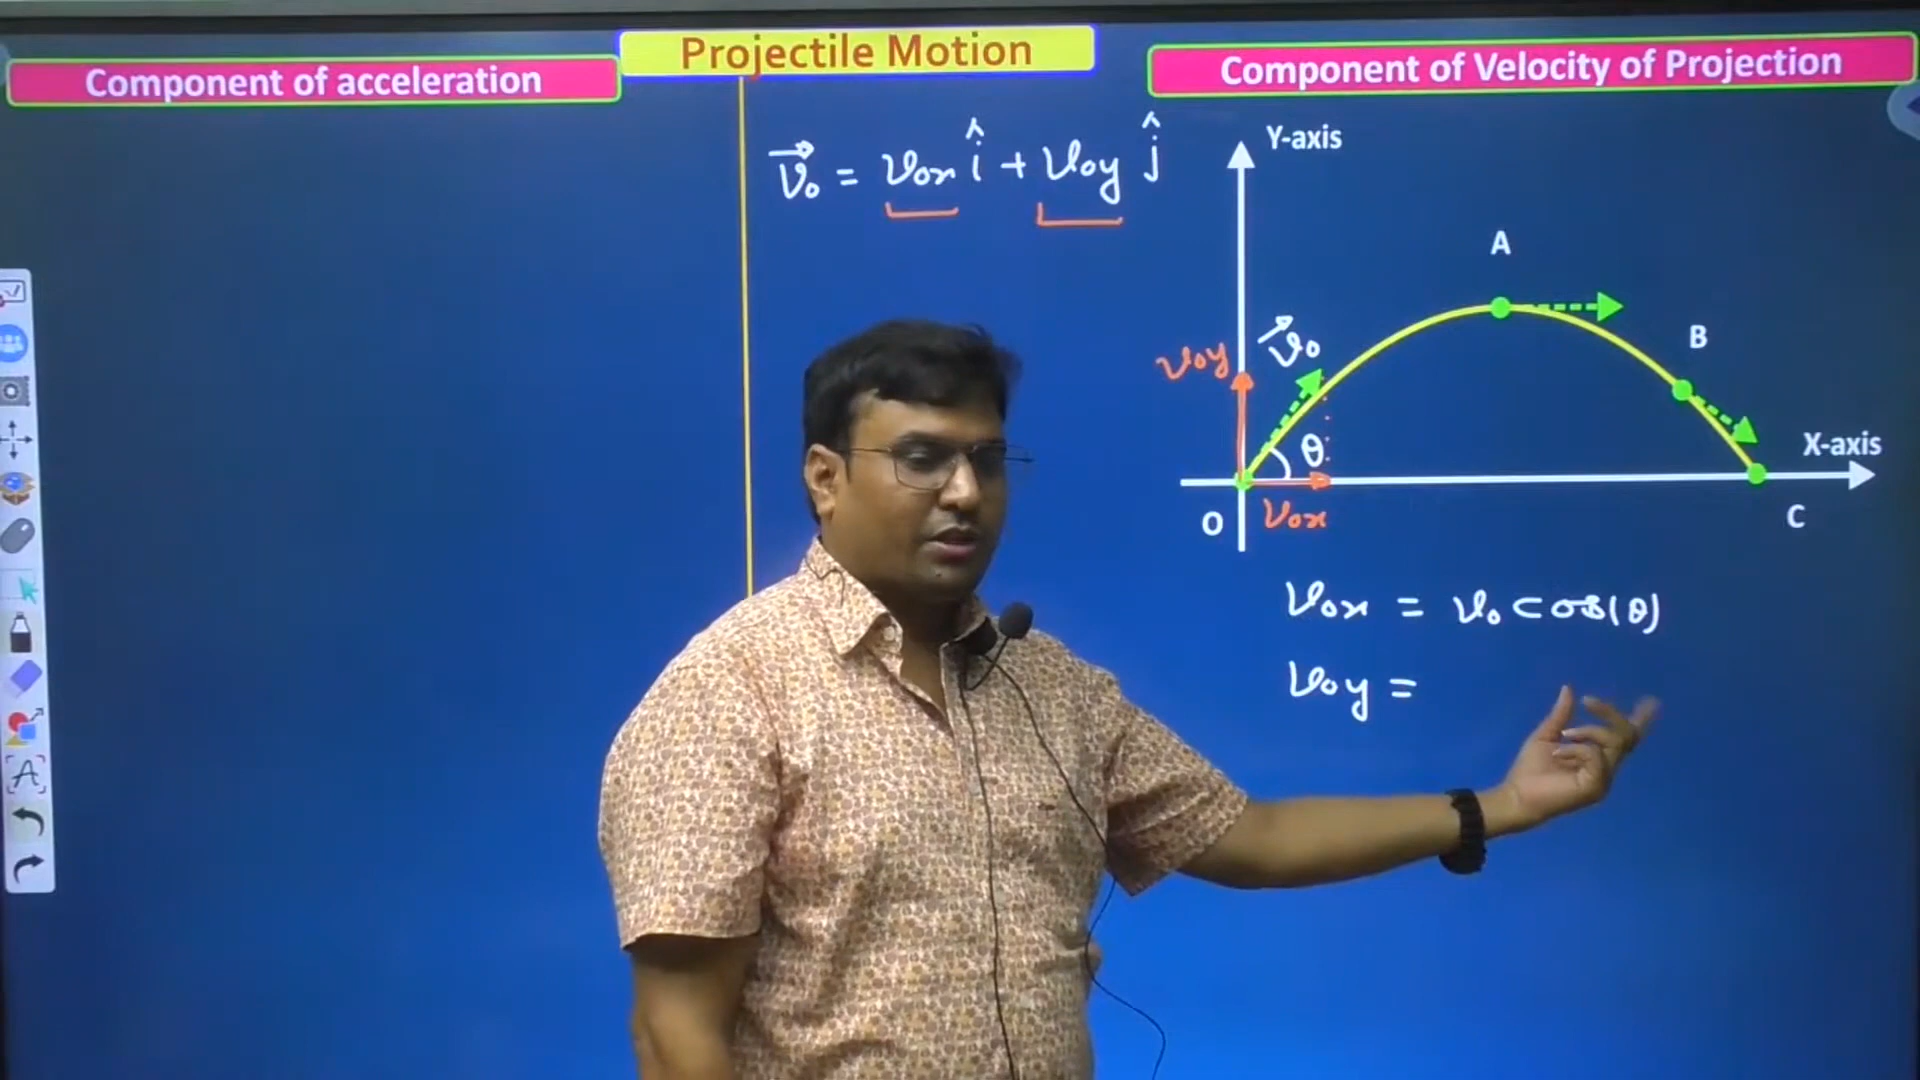 Projectile Motion
Component of acceleration
Component of Velocity of Projection
v⃗₀ = v₀ₓ î + v₀y ĵ
Y-axis
A
v⃗₀
B
v₀y
θ
X-axis
O
v₀ₓ
C
v₀ₓ = v₀ cos(θ)
v₀y =
A